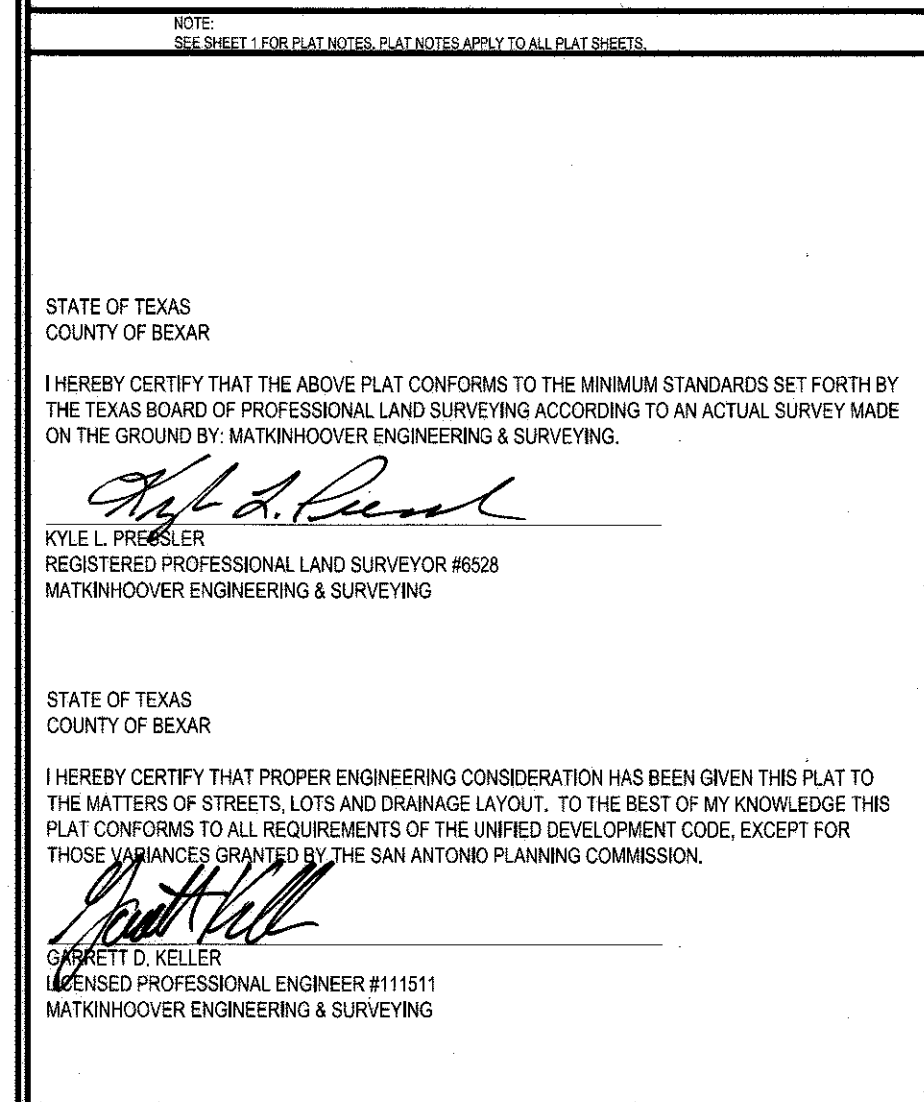 NOTE:
SEE SHEET 1 FOR PLAT NOTES. PLAT NOTES APPLY TO ALL PLAT SHEETS.
STATE OF TEXAS
COUNTY OF BEXAR
I HEREBY CERTIFY THAT THE ABOVE PLAT CONFORMS TO THE MINIMUM STANDARDS SET FORTH BY
THE TEXAS BOARD OF PROFESSIONAL LAND SURVEYING ACCORDING TO AN ACTUAL SURVEY MADE
ON THE GROUND BY: MATKINHOOVER ENGINEERING & SURVEYING.
Kyle L. Pressler
KYLE L. PRESSLER
REGISTERED PROFESSIONAL LAND SURVEYOR #6528
MATKINHOOVER ENGINEERING & SURVEYING
STATE OF TEXAS
COUNTY OF BEXAR
I HEREBY CERTIFY THAT PROPER ENGINEERING CONSIDERATION HAS BEEN GIVEN THIS PLAT TO
THE MATTERS OF STREETS, LOTS AND DRAINAGE LAYOUT. TO THE BEST OF MY KNOWLEDGE THIS
PLAT CONFORMS TO ALL REQUIREMENTS OF THE UNIFIED DEVELOPMENT CODE, EXCEPT FOR
THOSE VARIANCES GRANTED BY THE SAN ANTONIO PLANNING COMMISSION.
Garrett Keller
GARRETT D. KELLER
LICENSED PROFESSIONAL ENGINEER #111511
MATKINHOOVER ENGINEERING & SURVEYING